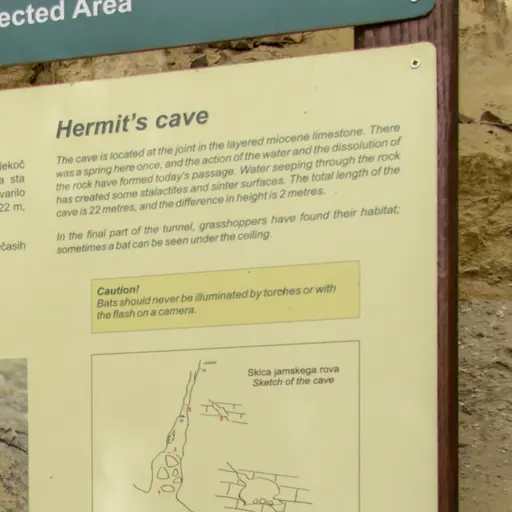 ected Area
Hermit's cave
The cave is located at the joint in the layered miocene limestone. There
was a spring here once, and the action of the water and the dissolution of
the rock have formed today's passage. Water seeping through the rock
has created some stalactites and sinter surfaces. The total length of the
cave is 22 metres, and the difference in height is 2 metres.
In the final part of the tunnel, grasshoppers have found their habitat;
sometimes a bat can be seen under the ceiling.
lekoč
a sta
varilo
22 m,
včasih
Caution!
Bats should never be illuminated by torches or with
the flash on a camera.
Skica jamskega rova
Sketch of the cave